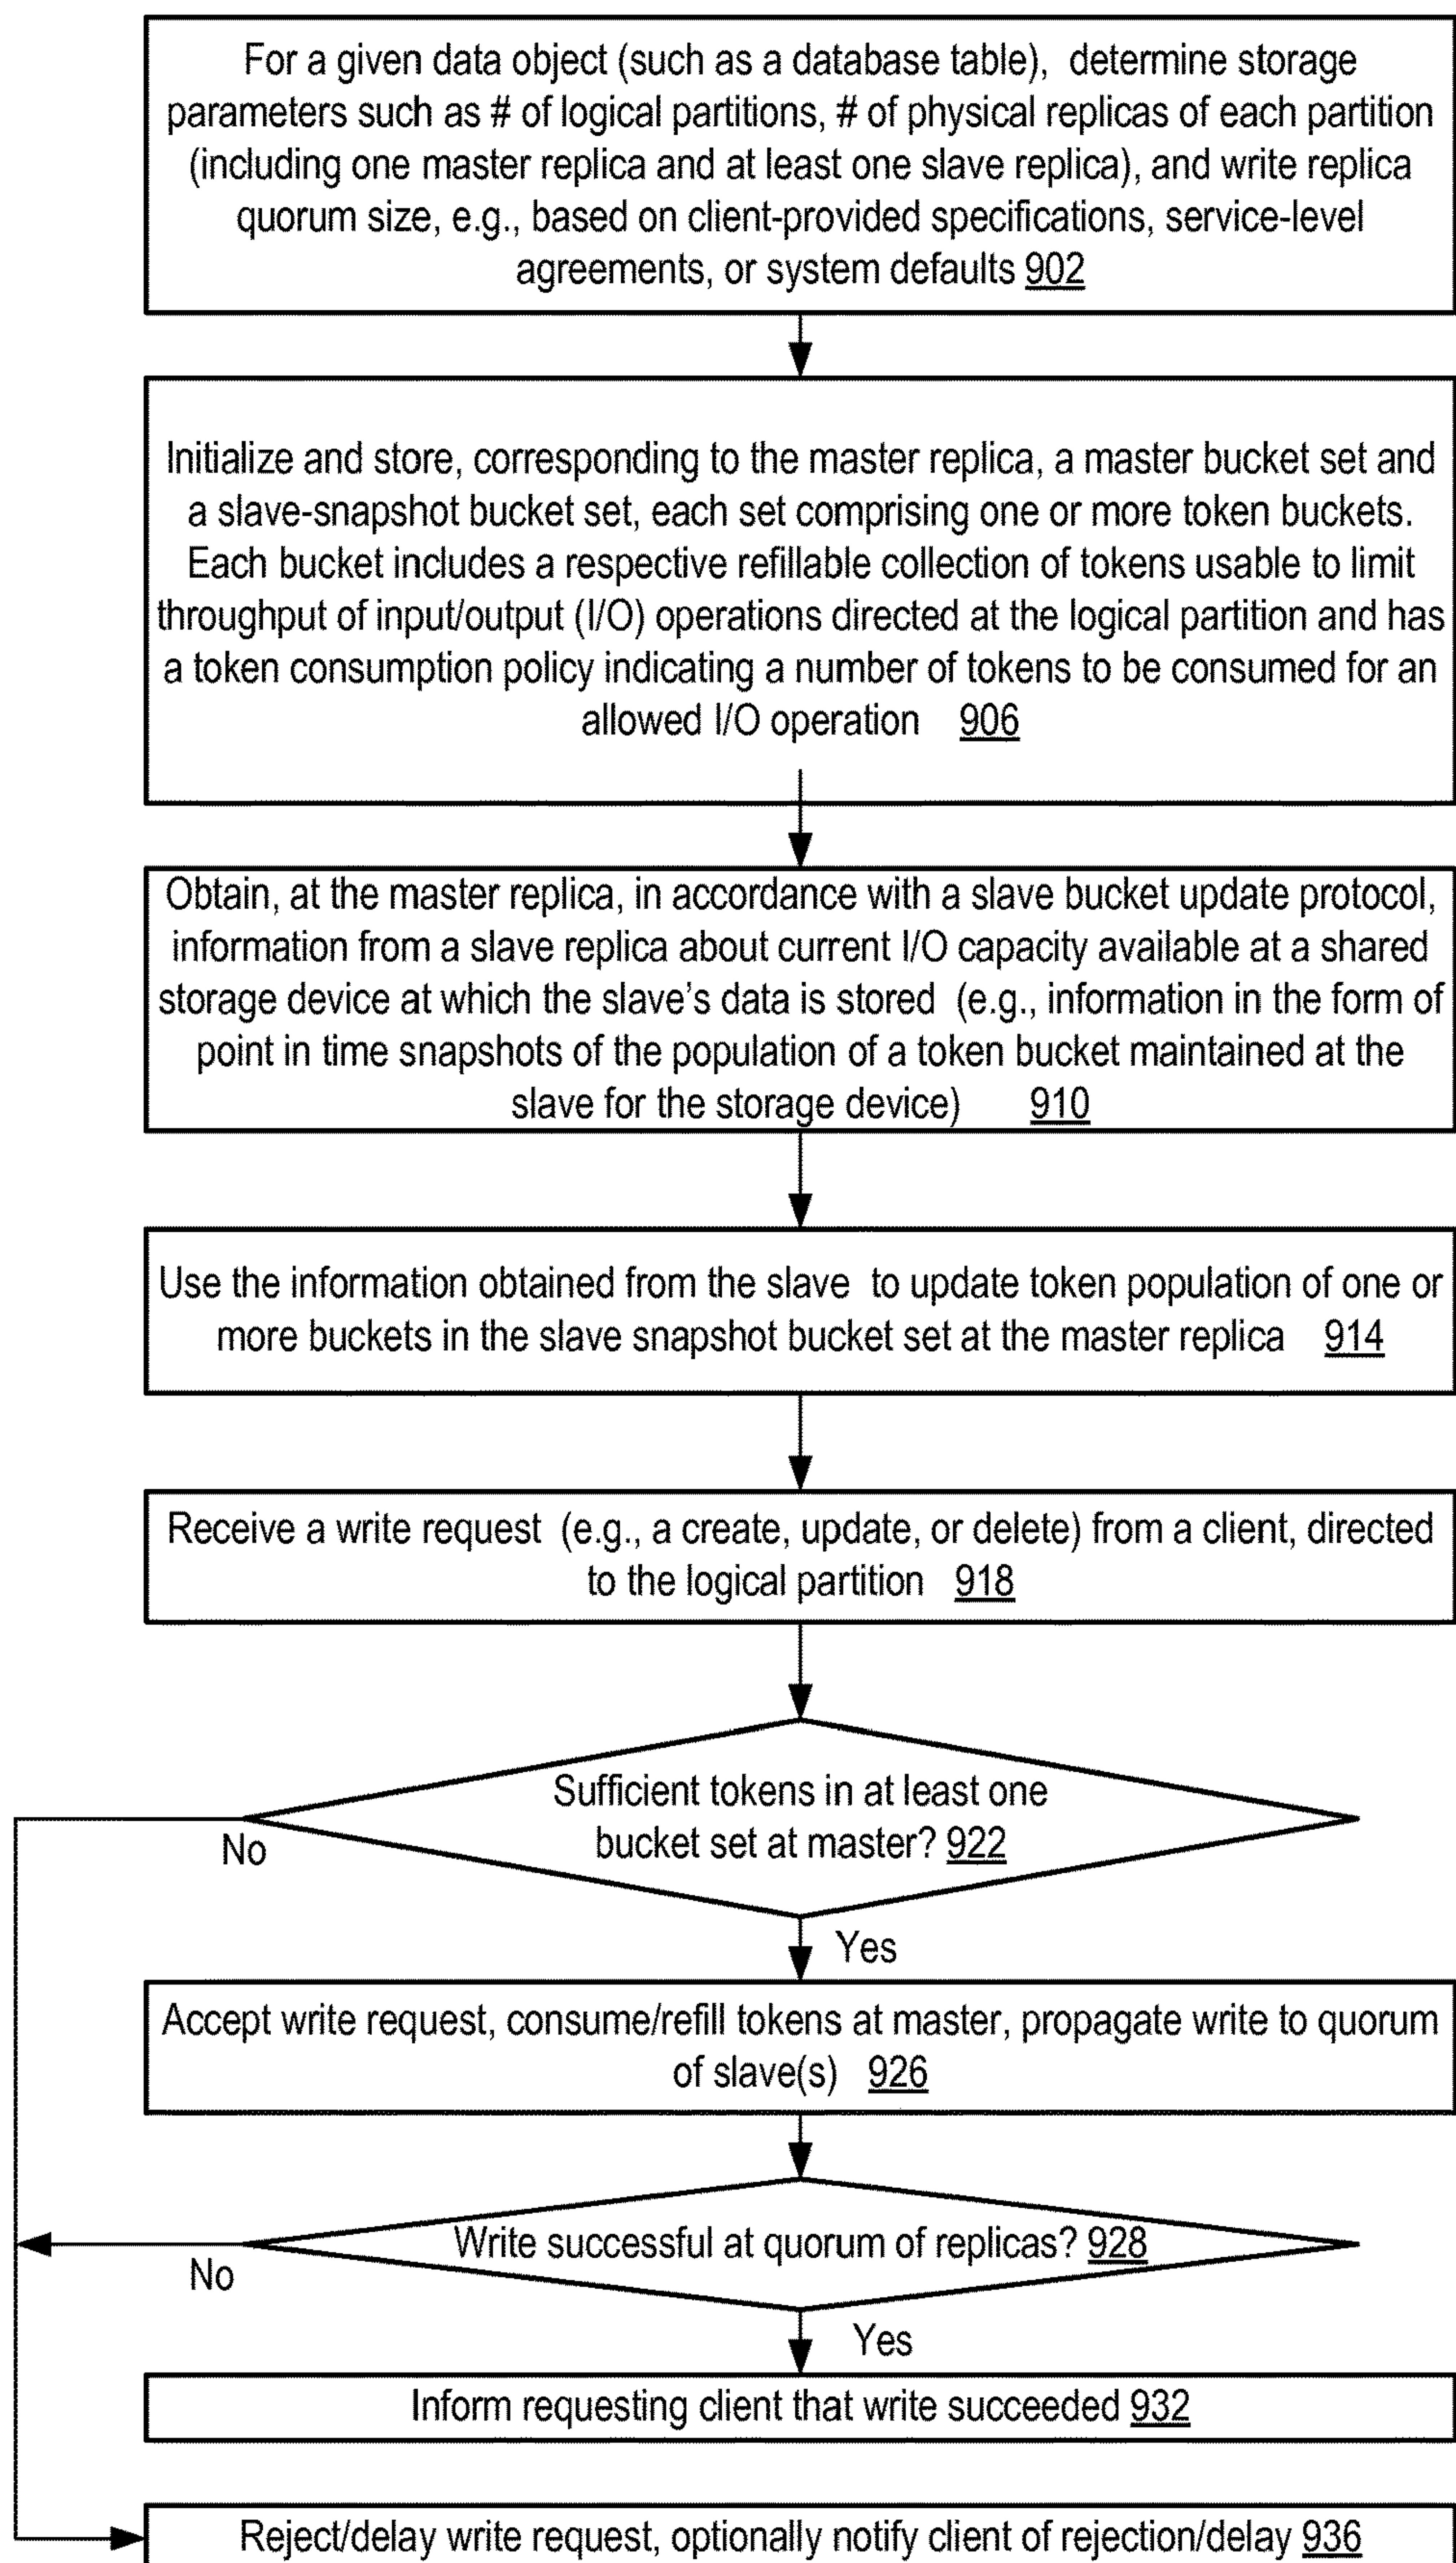 For a given data object (such as a database table), determine storage
parameters such as # of logical partitions, # of physical replicas of each partition
(including one master replica and at least one slave replica), and write replica
quorum size, e.g., based on client-provided specifications, service-level
agreements, or system defaults 902
Initialize and store, corresponding to the master replica, a master bucket set and
a slave-snapshot bucket set, each set comprising one or more token buckets.
Each bucket includes a respective refillable collection of tokens usable to limit
throughput of input/output (I/O) operations directed at the logical partition and has
a token consumption policy indicating a number of tokens to be consumed for an
allowed I/O operation 906
Obtain, at the master replica, in accordance with a slave bucket update protocol,
information from a slave replica about current I/O capacity available at a shared
storage device at which the slave's data is stored (e.g., information in the form of
point in time snapshots of the population of a token bucket maintained at the
slave for the storage device) 910
Use the information obtained from the slave to update token population of one or
more buckets in the slave snapshot bucket set at the master replica 914
Receive a write request (e.g., a create, update, or delete) from a client, directed
to the logical partition 918
Sufficient tokens in at least one
bucket set at master? 922
No
Yes
Accept write request, consume/refill tokens at master, propagate write to quorum
of slave(s) 926
Write successful at quorum of replicas? 928
No
Yes
Inform requesting client that write succeeded 932
Reject/delay write request, optionally notify client of rejection/delay 936